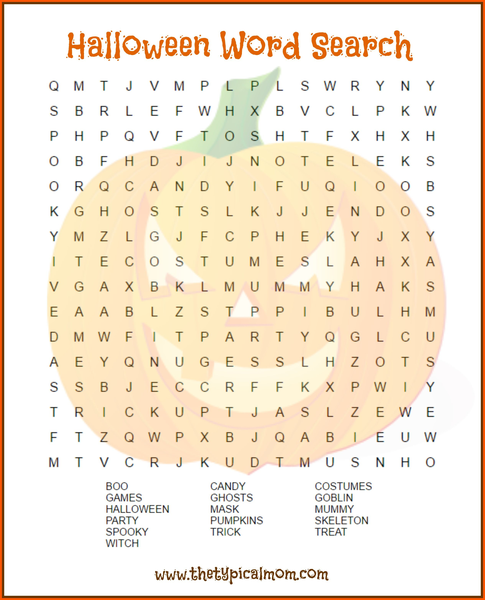 Halloween Word Search
Q M T J V M P L P L S W R Y N Y
S B R L E F W H X B V C L P K W
P H P Q V F T O S H T F X H X H
O B F H D J I J N O T E L E K S
O R Q C A N D Y I F U Q I O O B
K G H O S T S L K J J E N D O S
Y M Z L G J F C P H E K Y J X Y
I T E C O S T U M E S L A H X A
V G A X B K L M U M M Y H A K S
E A A B L Z S T P P I B U L H M
D M W F I T P A R T Y Q G L C U
A E Y Q N U G E S S L H Z O T S
S S B J E C C R F F K X P W I Y
T R I C K U P T J A S L Z E W E
F T Z Q W P X B J Q A B I E U W
M T V C R J K U D T M U S N H O
BOO CANDY COSTUMES
GAMES GHOSTS GOBLIN
HALLOWEEN MASK MUMMY
PARTY PUMPKINS SKELETON
SPOOKY TRICK TREAT
WITCH
www.thetypicalmom.com